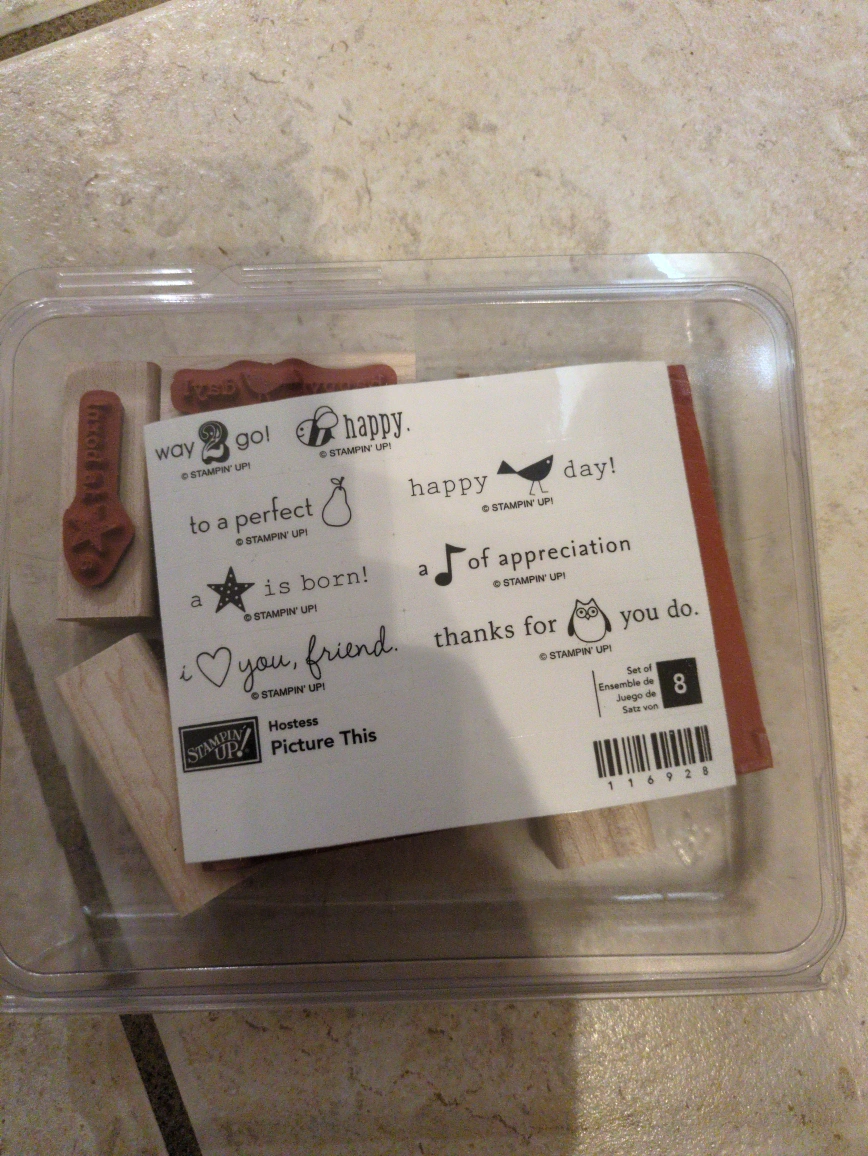 way 2 go!
© STAMPIN' UP!
happy.
© STAMPIN' UP!
to a perfect
© STAMPIN' UP!
happy day!
© STAMPIN' UP!
a is born!
© STAMPIN' UP!
a of appreciation
© STAMPIN' UP!
i you, friend.
© STAMPIN' UP!
thanks for you do.
© STAMPIN' UP!
STAMPIN' UP!
Hostess
Picture This
Set of
Ensemble de
Juego de
Satz von
8
116928